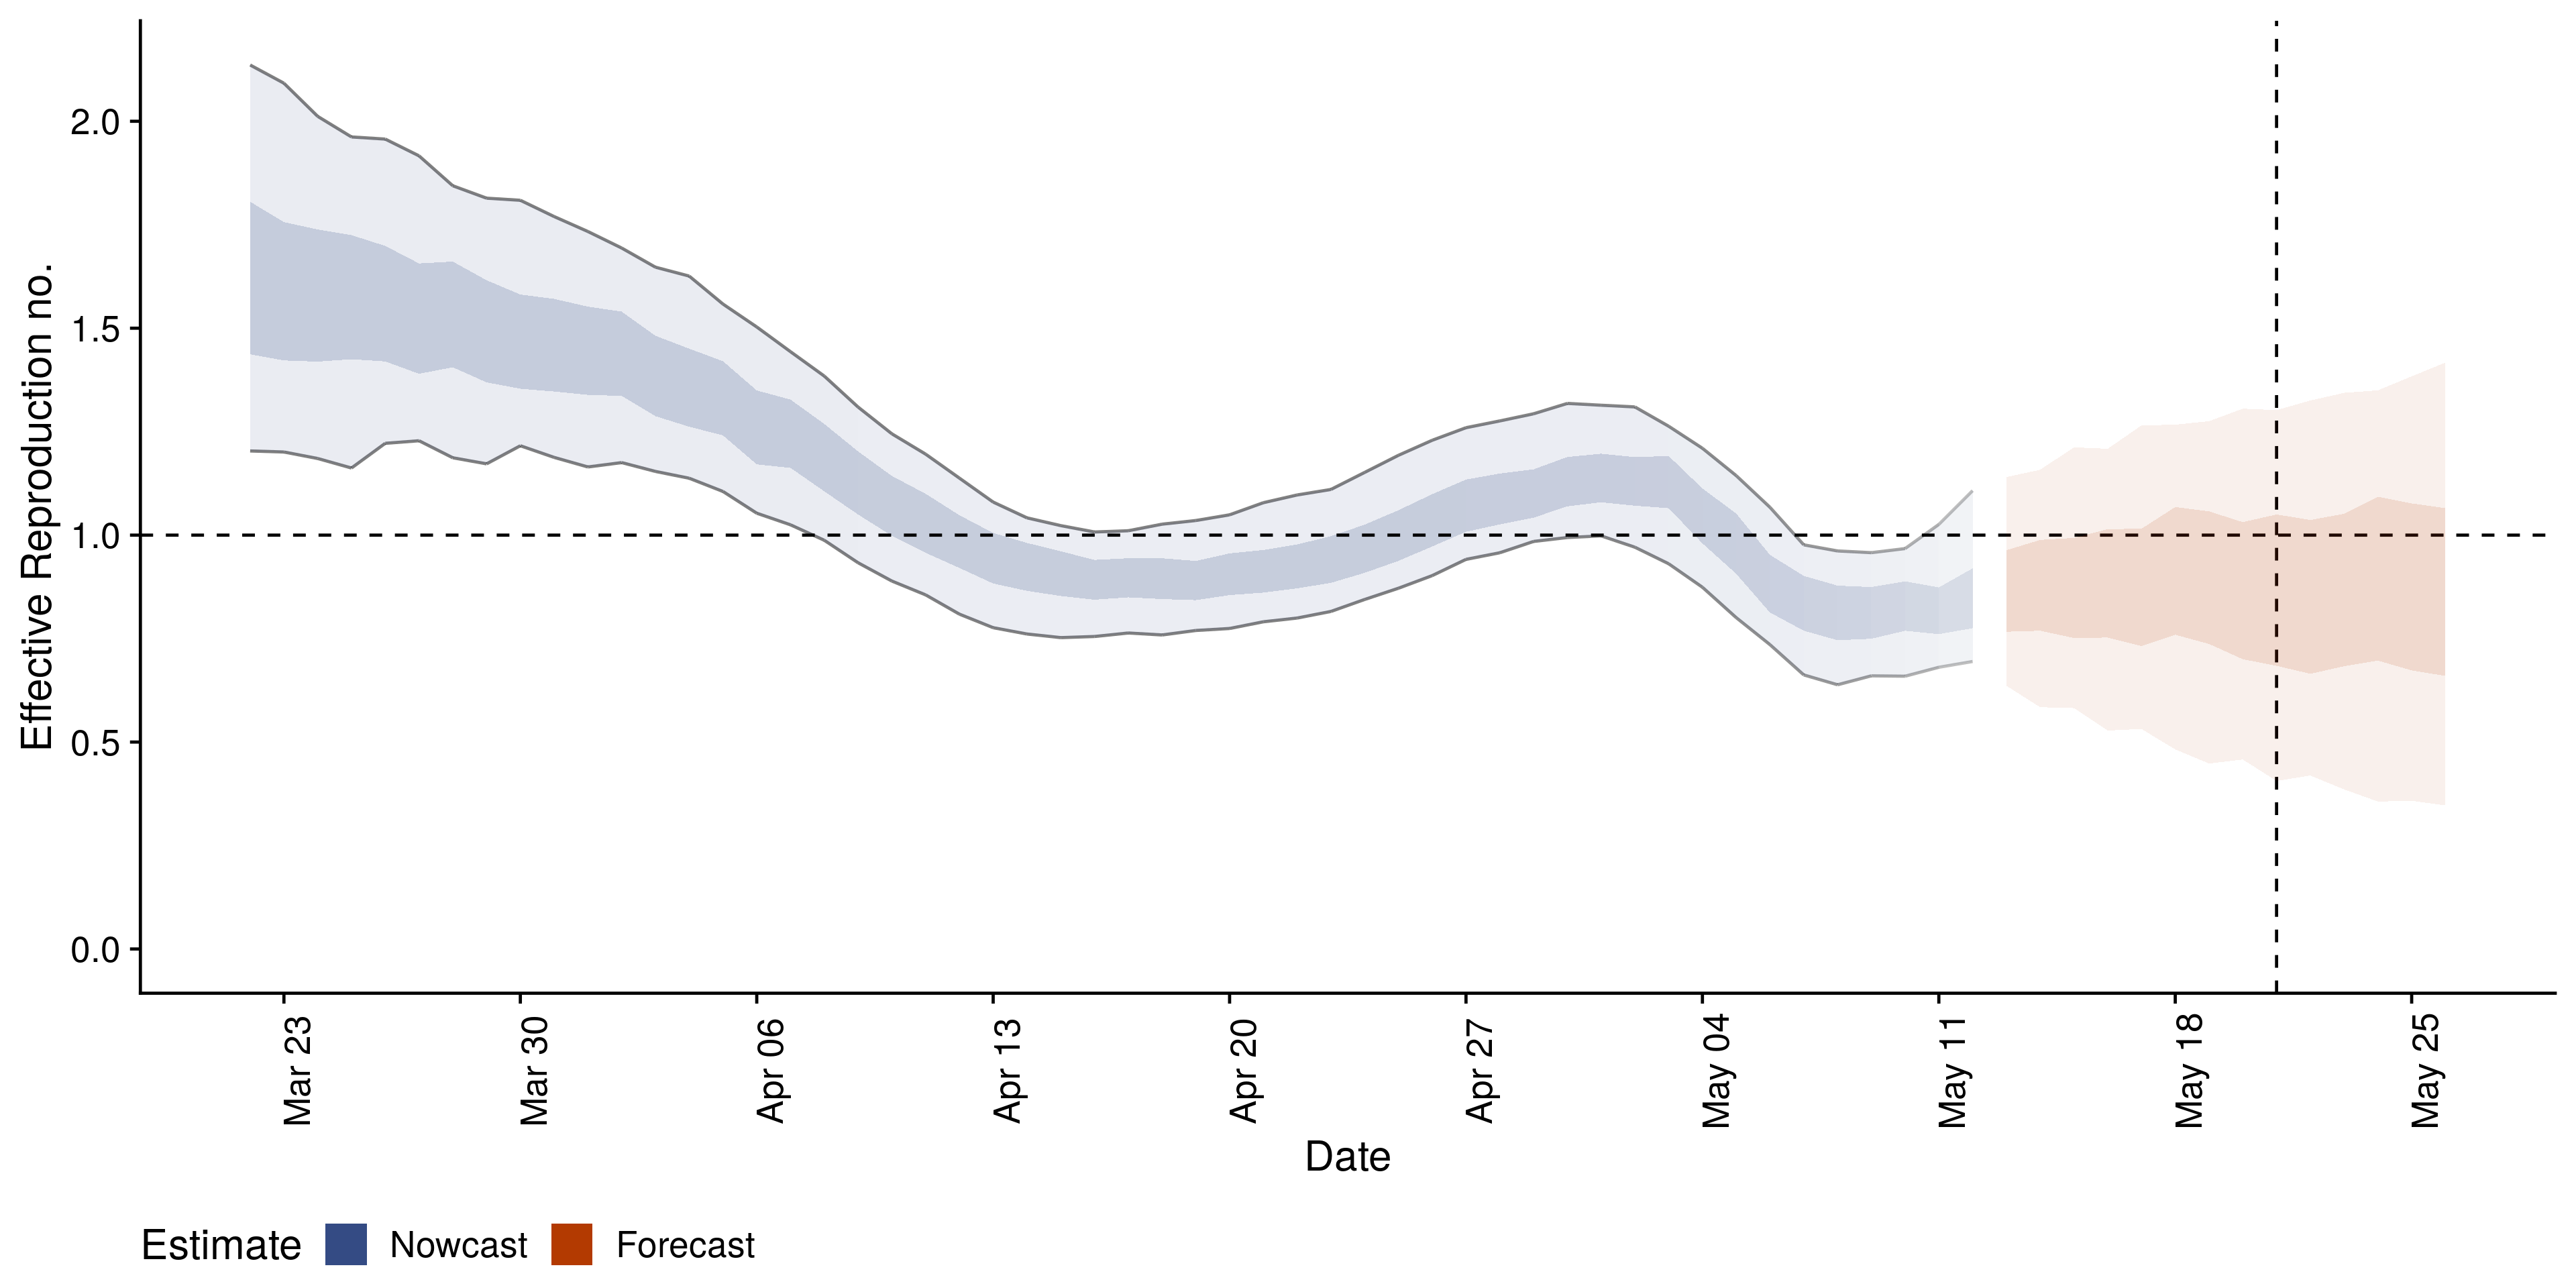 Effective Reproduction no.
2.0
1.5
1.0
0.5
0.0
Mar 23
Mar 30
Apr 06
Apr 13
Apr 20
Apr 27
May 04
May 11
May 18
May 25
Date
Estimate Nowcast Forecast